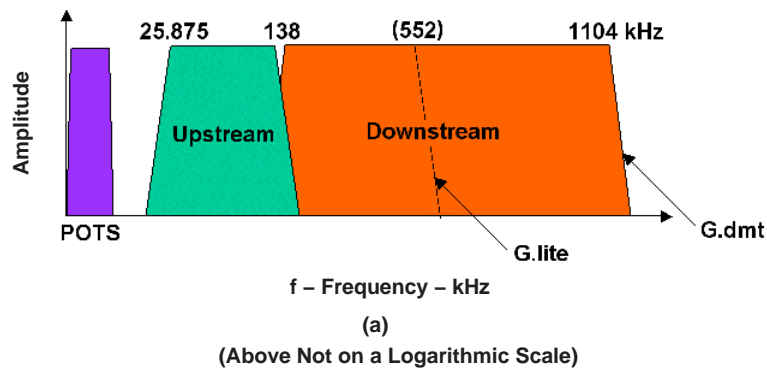 25.875 138 (552) 1104 kHz
Amplitude
Upstream Downstream
POTS
G.lite
G.dmt
f – Frequency – kHz
(a)
(Above Not on a Logarithmic Scale)